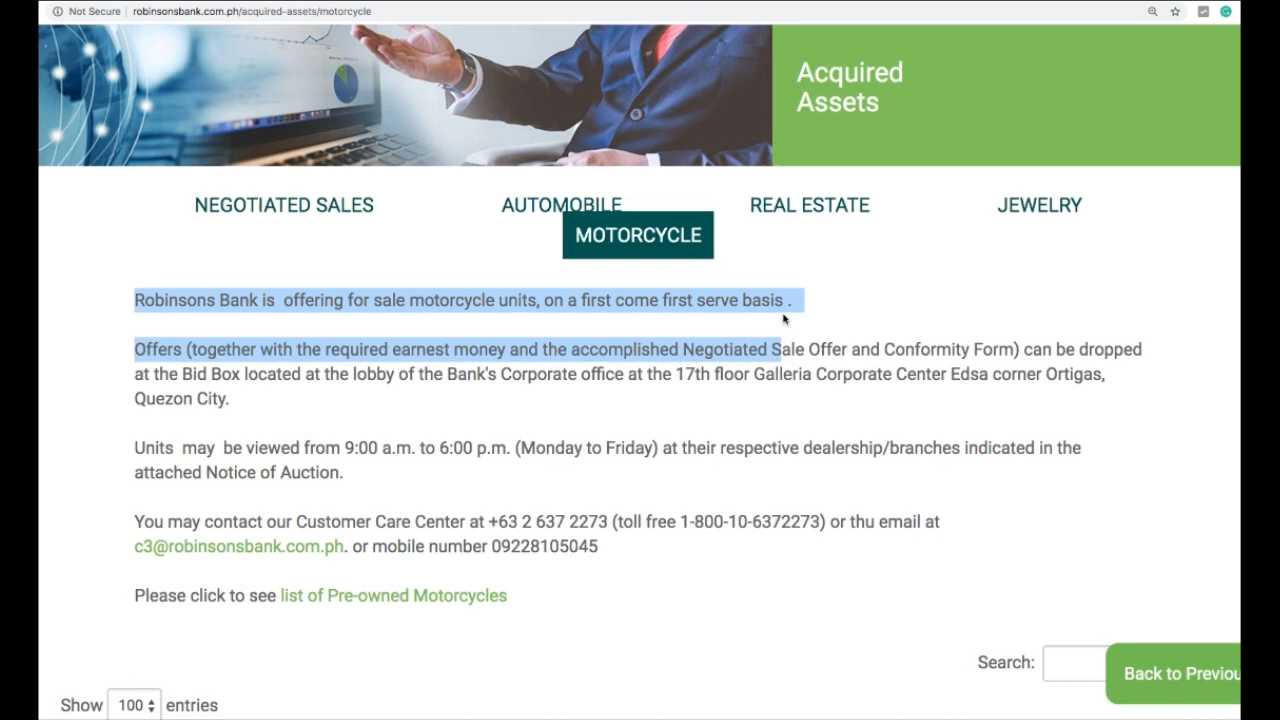 Not Secure robinsonsbank.com.ph/acquired-assets/motorcycle
Acquired
Assets
NEGOTIATED SALES AUTOMOBILE REAL ESTATE JEWELRY
MOTORCYCLE
Robinsons Bank is offering for sale motorcycle units, on a first come first serve basis .
Offers (together with the required earnest money and the accomplished Negotiated Sale Offer and Conformity Form) can be dropped
at the Bid Box located at the lobby of the Bank's Corporate office at the 17th floor Galleria Corporate Center Edsa corner Ortigas,
Quezon City.
Units may be viewed from 9:00 a.m. to 6:00 p.m. (Monday to Friday) at their respective dealership/branches indicated in the
attached Notice of Auction.
You may contact our Customer Care Center at +63 2 637 2273 (toll free 1-800-10-6372273) or thu email at
c3@robinsonsbank.com.ph. or mobile number 09228105045
Please click to see list of Pre-owned Motorcycles
Search:
Back to Previou
Show 100 entries